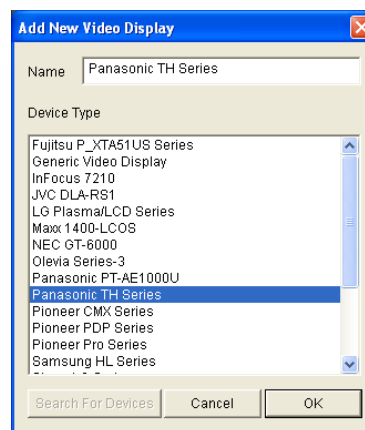 Add New Video Display
Name Panasonic TH Series
Device Type
Fujitsu P_XTA51US Series
Generic Video Display
InFocus 7210
JVC DLA-RS1
LG Plasma/LCD Series
Maxx 1400-LCOS
NEC GT-6000
Olevia Series-3
Panasonic PT-AE1000U
Panasonic TH Series
Pioneer CMX Series
Pioneer PDP Series
Pioneer Pro Series
Samsung HL Series
Search For Devices Cancel OK